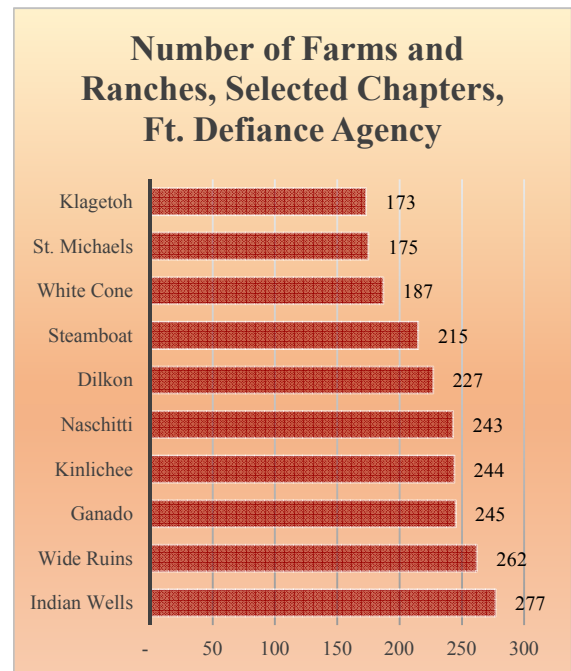 Number of Farms and
Ranches, Selected Chapters,
Ft. Defiance Agency
Klagetoh 173
St. Michaels 175
White Cone 187
Steamboat 215
Dilkon 227
Naschitti 243
Kinlichee 244
Ganado 245
Wide Ruins 262
Indian Wells 277
- 50 100 150 200 250 300